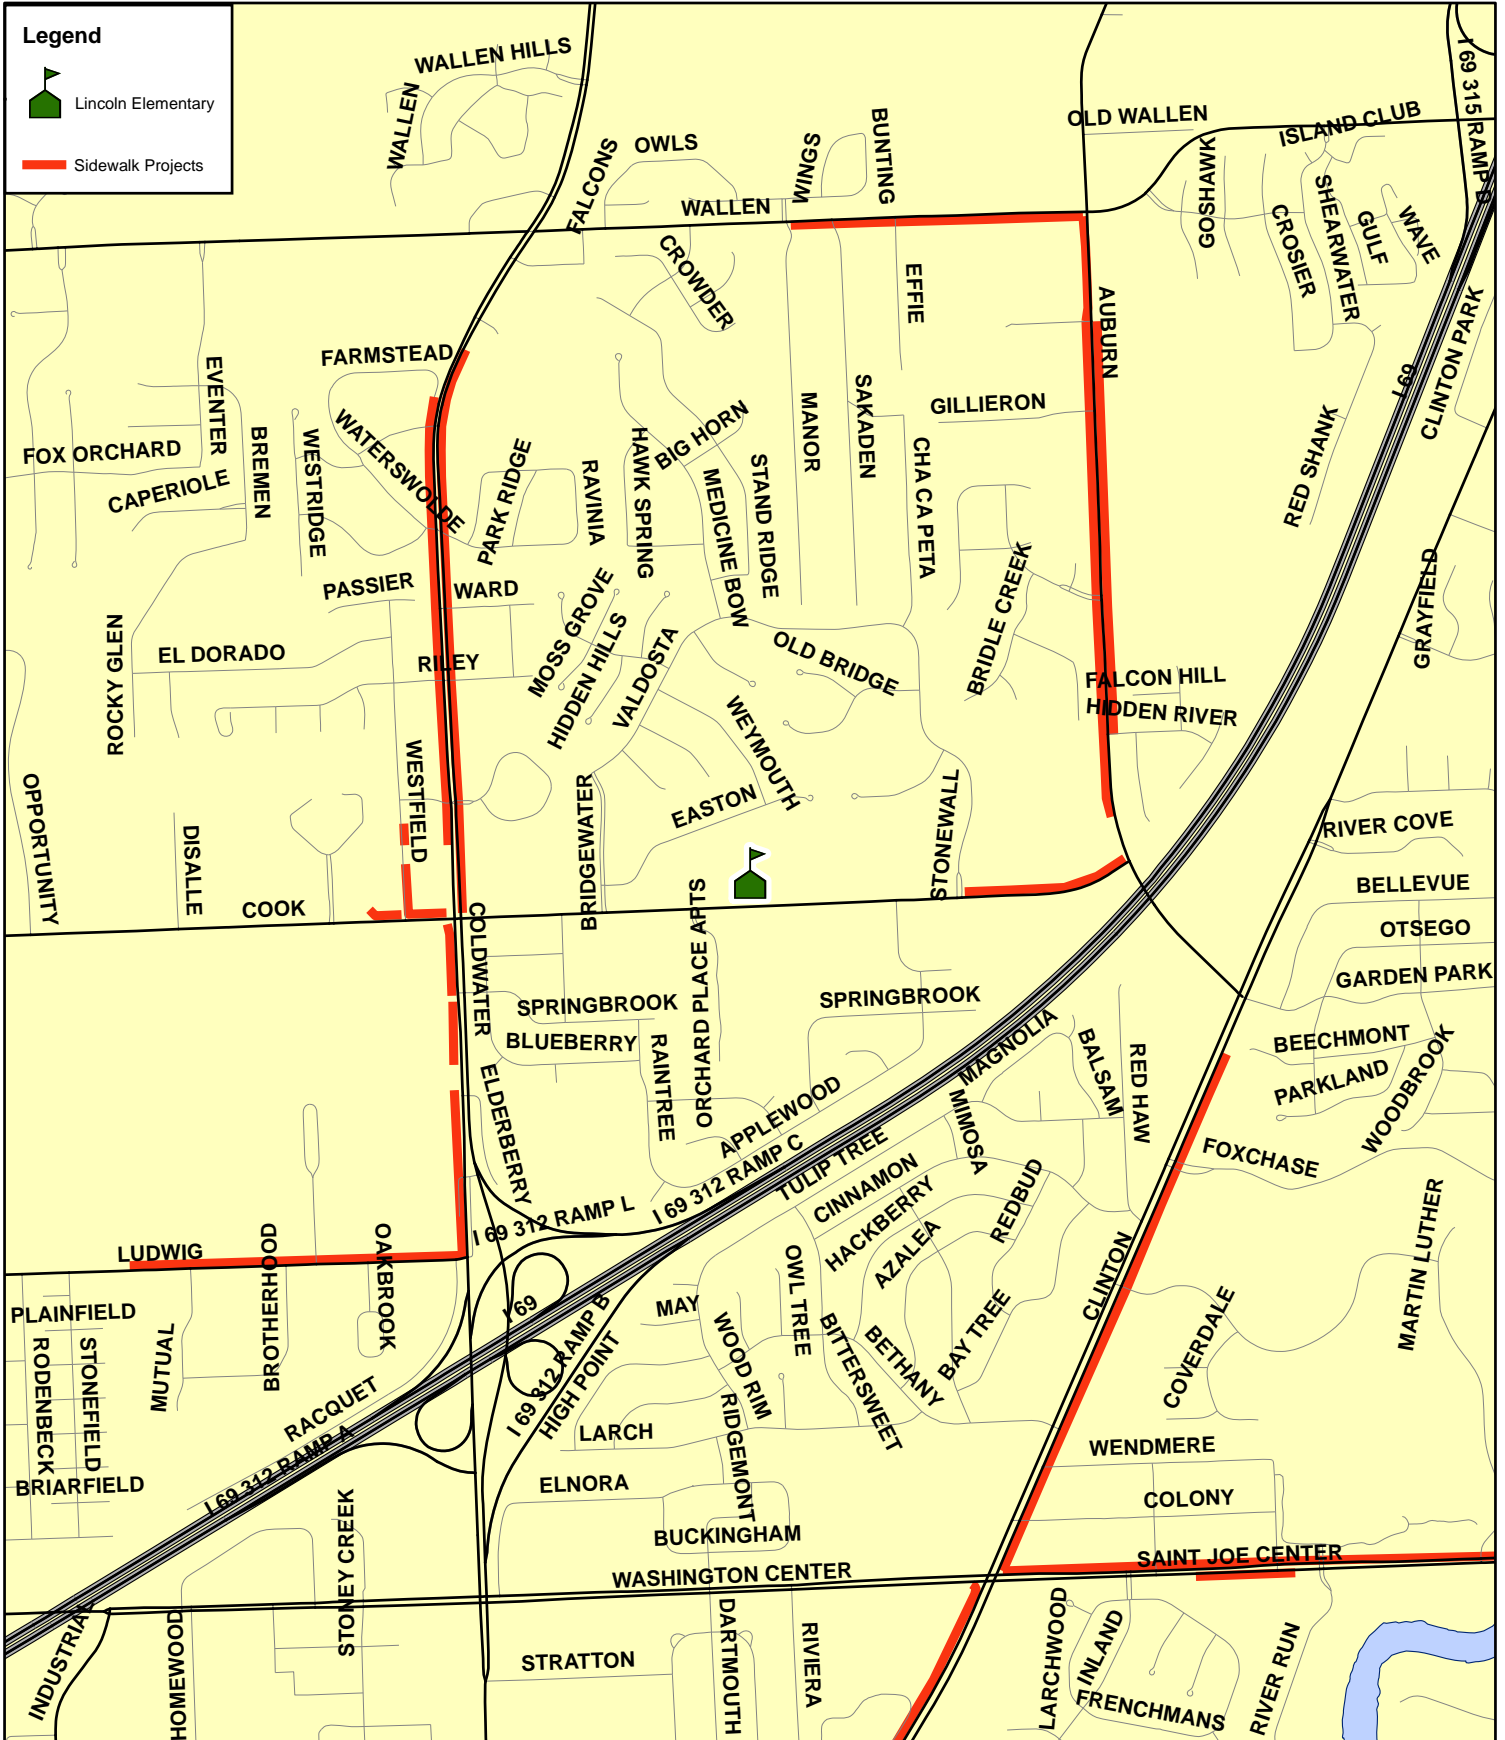 Legend
Lincoln Elementary
Sidewalk Projects
WALLEN HILLS
WALLEN
FALCONS
OWLS
WINGS
BUNTING
OLD WALLEN
ISLAND CLUB
I 69 315 RAMP D
GOSHAWK
WALLEN
CROWDER
EFFIE
AUBURN
CROSIER
SHEARWATER
GULF
WAVE
CLINTON PARK
I 69
FARMSTEAD
EVENTER
FOX ORCHARD
CAPERIOLE
BREMEN
WESTRIDGE
WATERSWOLDE
PARK RIDGE
RAVINIA
HAWK SPRING
BIG HORN
MEDICINE BOW
STAND RIDGE
MANOR
SAKADEN
CHA CA PETA
GILLIERON
RED SHANK
GRAYFIELD
PASSIER
WARD
MOSS GROVE
HIDDEN HILLS
VALDOSTA
OLD BRIDGE
BRIDLE CREEK
ROCKY GLEN
EL DORADO
RILEY
FALCON HILL
HIDDEN RIVER
WEYMOUTH
OPPORTUNITY
DISALLE
WESTFIELD
BRIDGEWATER
EASTON
STONEWALL
RIVER COVE
BELLEVUE
COOK
COLDWATER
ORCHARD PLACE APTS
OTSEGO
GARDEN PARK
SPRINGBROOK
SPRINGBROOK
BLUEBERRY
RAINTREE
MAGNOLIA
BALSAM
RED HAW
BEECHMONT
PARKLAND
WOODBROOK
ELDERBERRY
APPLEWOOD
MIMOSA
FOXCHASE
I 69 312 RAMP L
I 69 312 RAMP C
TULIP TREE
CINNAMON
HACKBERRY
AZALEA
REDBUD
MARTIN LUTHER
LUDWIG
BROTHERHOOD
OAKBROOK
CLINTON
PLAINFIELD
RODENBECK
STONEFIELD
MUTUAL
I 69
I 69 312 RAMP B
HIGH POINT
MAY
WOOD RIM
OWL TREE
BITTERSWEET
BETHANY
BAY TREE
COVERDALE
RACQUET
I 69 312 RAMP A
LARCH
RIDGEMONT
WENDMERE
BRIARFIELD
ELNORA
COLONY
STONEY CREEK
BUCKINGHAM
SAINT JOE CENTER
WASHINGTON CENTER
INDUSTRIAL
HOMEWOOD
STRATTON
DARTMOUTH
RIVIERA
LARCHWOOD
INLAND
FRENCHMANS
RIVER RUN